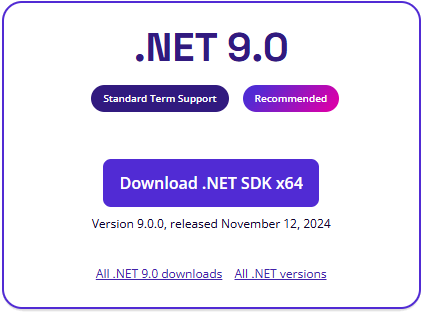 .NET 9.0
Standard Term Support Recommended
Download .NET SDK x64
Version 9.0.0, released November 12, 2024
All .NET 9.0 downloads All .NET versions